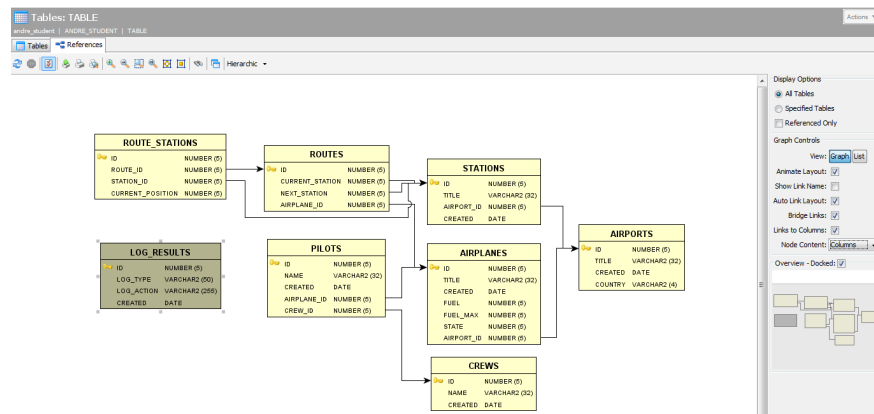 Tables: TABLE
Actions
andre_student | ANDRE_STUDENT | TABLE
Tables References
Hierarchic
Display Options
All Tables
Specified Tables
Referenced Only
Graph Controls
View: Graph List
Animate Layout:
Show Link Name:
Auto Link Layout:
Bridge Links:
Links to Columns:
Node Content: Columns
Overview - Docked:
ROUTE_STATIONS
ID NUMBER (5)
ROUTE_ID NUMBER (5)
STATION_ID NUMBER (5)
CURRENT_POSITION NUMBER (5)
ROUTES
ID NUMBER (5)
CURRENT_STATION NUMBER (5)
NEXT_STATION NUMBER (5)
AIRPLANE_ID NUMBER (5)
STATIONS
ID NUMBER (5)
TITLE VARCHAR2 (32)
AIRPORT_ID NUMBER (5)
CREATED DATE
AIRPORTS
ID NUMBER (5)
TITLE VARCHAR2 (32)
CREATED DATE
COUNTRY VARCHAR2 (4)
LOG_RESULTS
ID NUMBER (5)
LOG_TYPE VARCHAR2 (50)
LOG_ACTION VARCHAR2 (255)
CREATED DATE
PILOTS
ID NUMBER (5)
NAME VARCHAR2 (32)
CREATED DATE
AIRPLANE_ID NUMBER (5)
CREW_ID NUMBER (5)
AIRPLANES
ID NUMBER (5)
TITLE VARCHAR2 (32)
CREATED DATE
FUEL NUMBER (5)
FUEL_MAX NUMBER (5)
STATE NUMBER (5)
AIRPORT_ID NUMBER (5)
CREWS
ID NUMBER (5)
NAME VARCHAR2 (32)
CREATED DATE